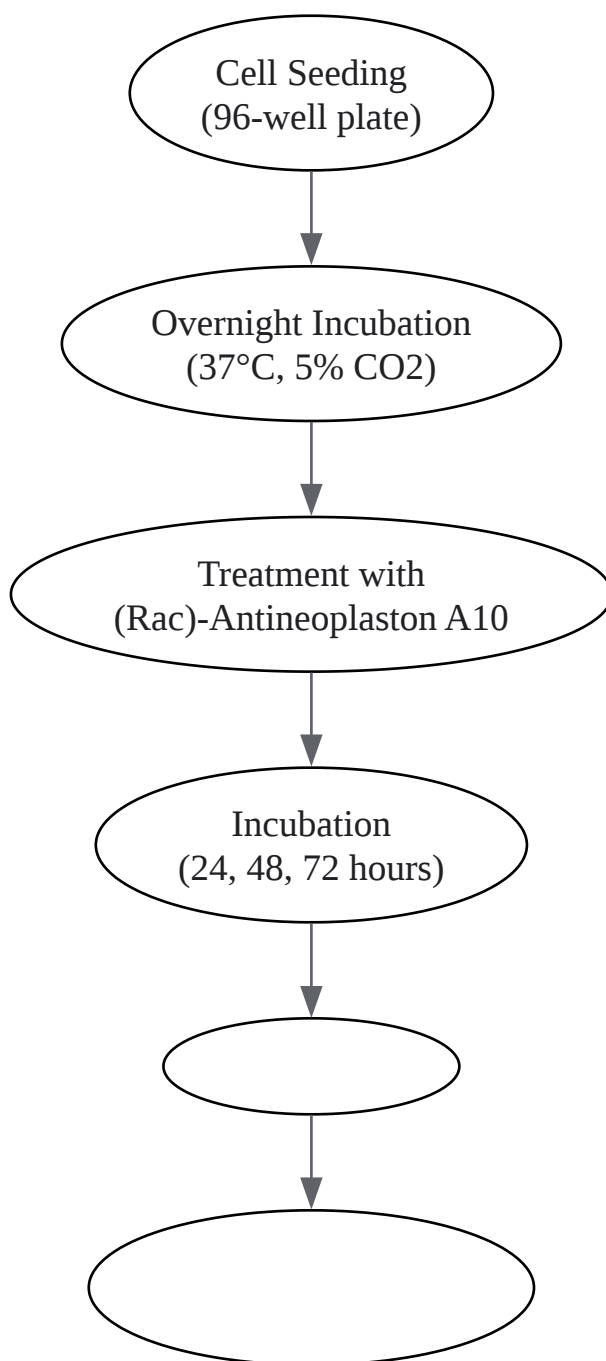 Cell Seeding
(96-well plate)
Overnight Incubation
(37°C, 5% CO2)
Treatment with
(Rac)-Antineoplaston A10
Incubation
(24, 48, 72 hours)